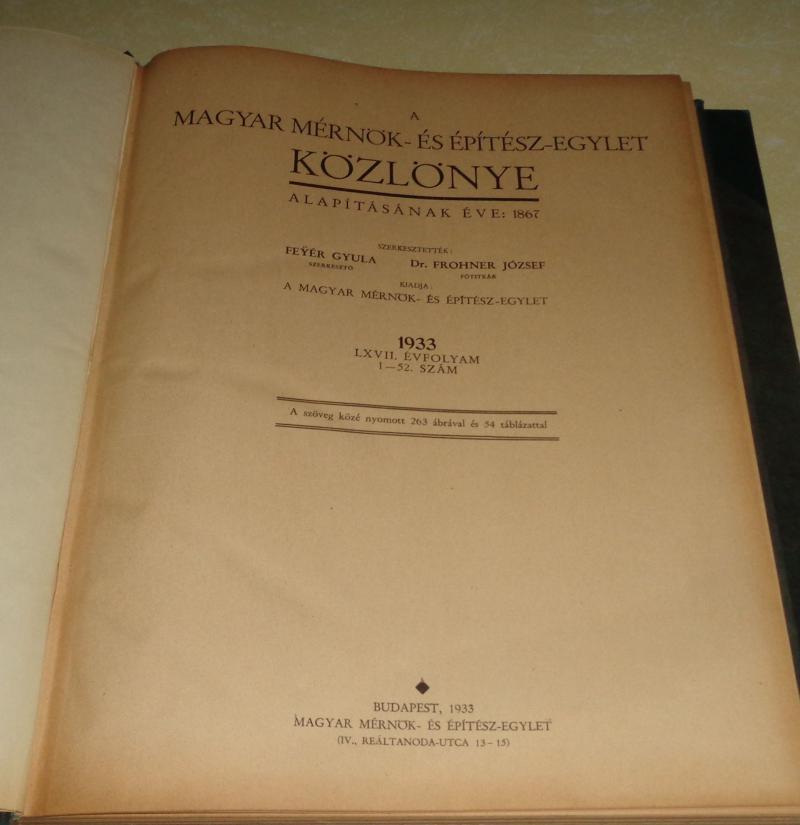 A
MAGYAR MÉRNÖK- ÉS ÉPÍTÉSZ-EGYLET
KÖZLÖNYE
ALAPÍTÁSÁNAK ÉVE: 1867
SZERKESZTETTÉK:
FEŸÉR GYULA
SZERKESZTŐ
Dr. FROHNER JÓZSEF
FŐTITKÁR
KIADJA:
A MAGYAR MÉRNÖK- ÉS ÉPÍTÉSZ-EGYLET
1933
LXVII. ÉVFOLYAM
1—52. SZÁM
A szöveg közé nyomott 263 ábrával és 54 táblázattal
BUDAPEST, 1933
MAGYAR MÉRNÖK- ÉS ÉPÍTÉSZ-EGYLET
(IV., REÁLTANODA-UTCA 13–15)